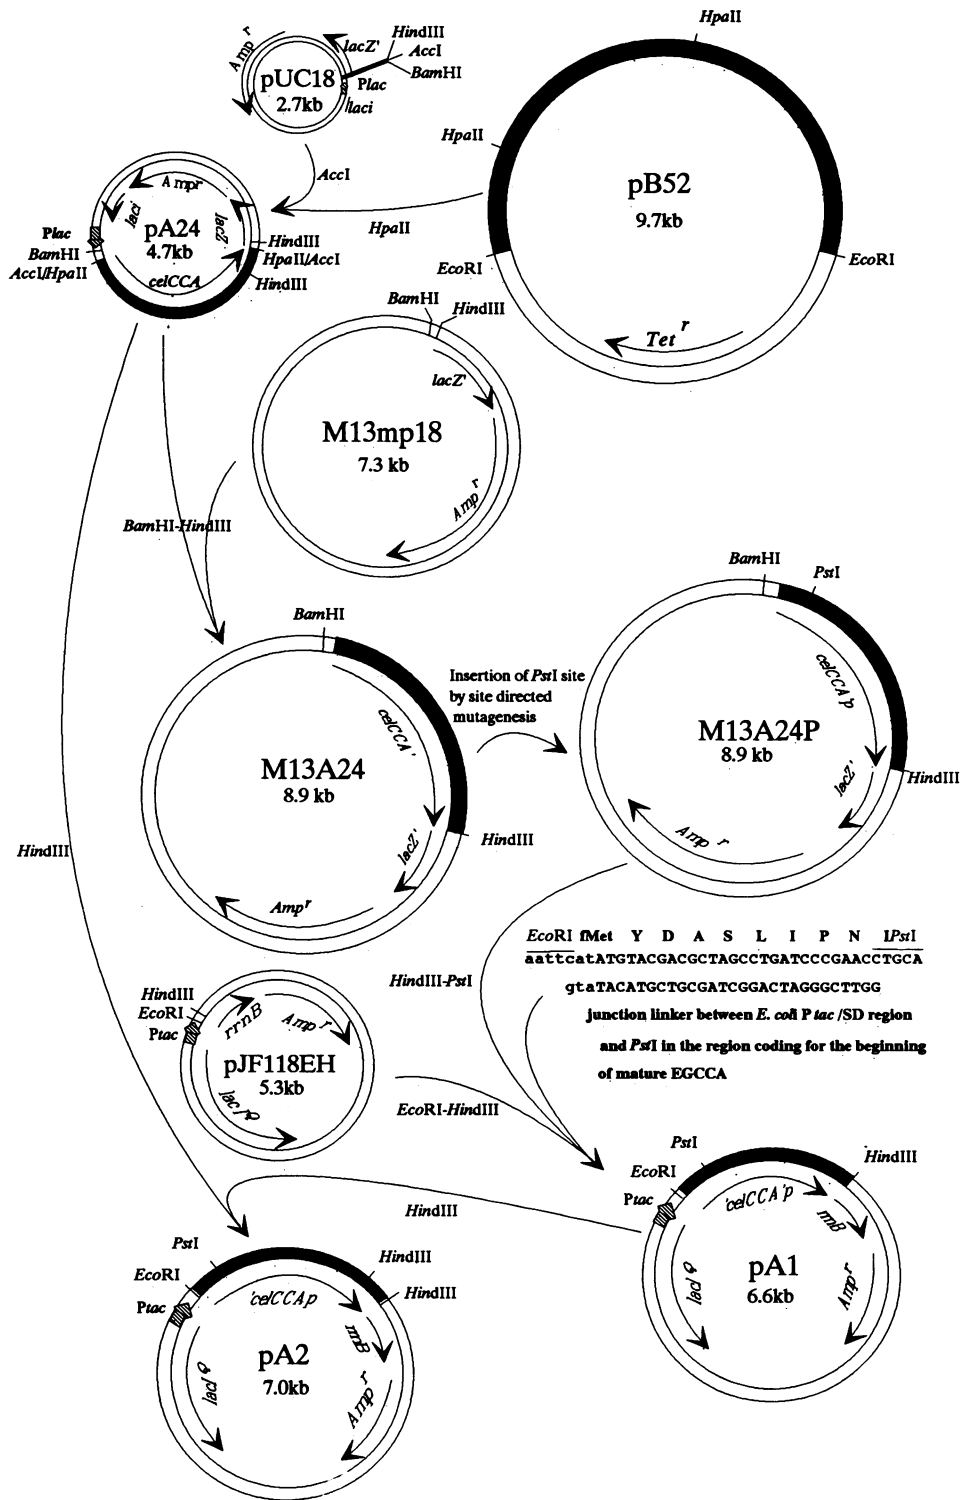 HpaII
Ampr
lacZ'
HindIII
AccI
BamHI
pUC18
2.7kb
Plac
laci
HpaII
AccI
pB52
9.7kb
HpaII
Ampr
laci
lacZ'
pA24
4.7kb
Plac
BamHI
AccI/HpaII
HindIII
HpaII/AccI
HindIII
celCCA
EcoRI
EcoRI
Tet r
BamHI
HindIII
lacZ'
M13mp18
7.3 kb
Amp r
BamHI-HindIII
BamHI
PstI
BamHI
celCCA'
Insertion of PstI site
by site directed
mutagenesis
celCCA'p
M13A24
8.9 kb
M13A24P
8.9 kb
HindIII
lacZ'
HindIII
lacZ'
Amp r
HindIII
Amp r
EcoRI fMet Y D A S L I P N I PstI
aattcatATGTACGACGCTAGCCTGATCCCGAACCTGCA
gtaTACATGCTGCGATCGGACTAGGGCTTGG
junction linker between E. coli P tac /SD region
and PstI in the region coding for the beginning
of mature EGCCA
HindIII-PstI
HindIII
EcoRI
Ptac
rrnB
Amp r
pJF118EH
5.3kb
lac I Q
EcoRI-HindIII
PstI
HindIII
EcoRI
Ptac
'celCCA'p
rrnB
HindIII
pA1
6.6kb
lacI Q
Amp r
PstI
HindIII
EcoRI
HindIII
Ptac
'celCCAp
rrnB
pA2
7.0kb
lacI Q
Amp r